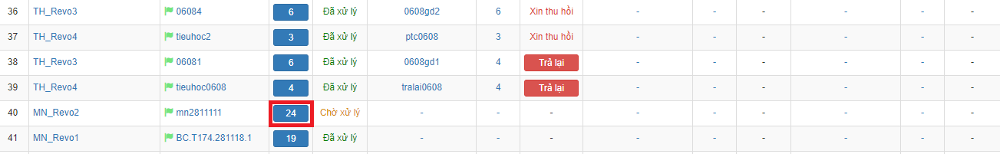 36 TH_Revo3 06084 6 Đã xử lý 0608gd2 6 Xin thu hồi - - - - - -
37 TH_Revo4 tieuhoc2 3 Đã xử lý ptc0608 3 Xin thu hồi - - - - - -
38 TH_Revo3 06081 6 Đã xử lý 0608gd1 4 Trả lại - - - - - -
39 TH_Revo4 tieuhoc0608 4 Đã xử lý tralai0608 4 Trả lại - - - - - -
40 MN_Revo2 mn2811111 24 Chờ xử lý - - - - - - - - -
41 MN_Revo1 BC.T174.281118.1 19 Đã xử lý - - - - - - - - -